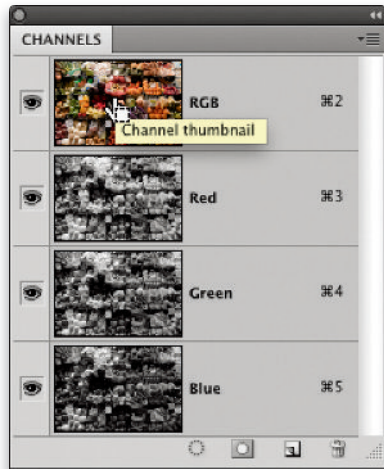 CHANNELS
RGB ⌘2
Channel thumbnail
Red ⌘3
Green ⌘4
Blue ⌘5